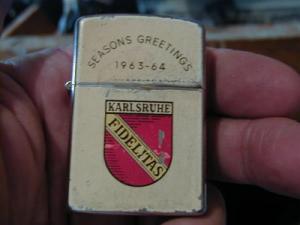 SEASONS GREETINGS
1963-64
KARLSRUHE
FIDELITAS